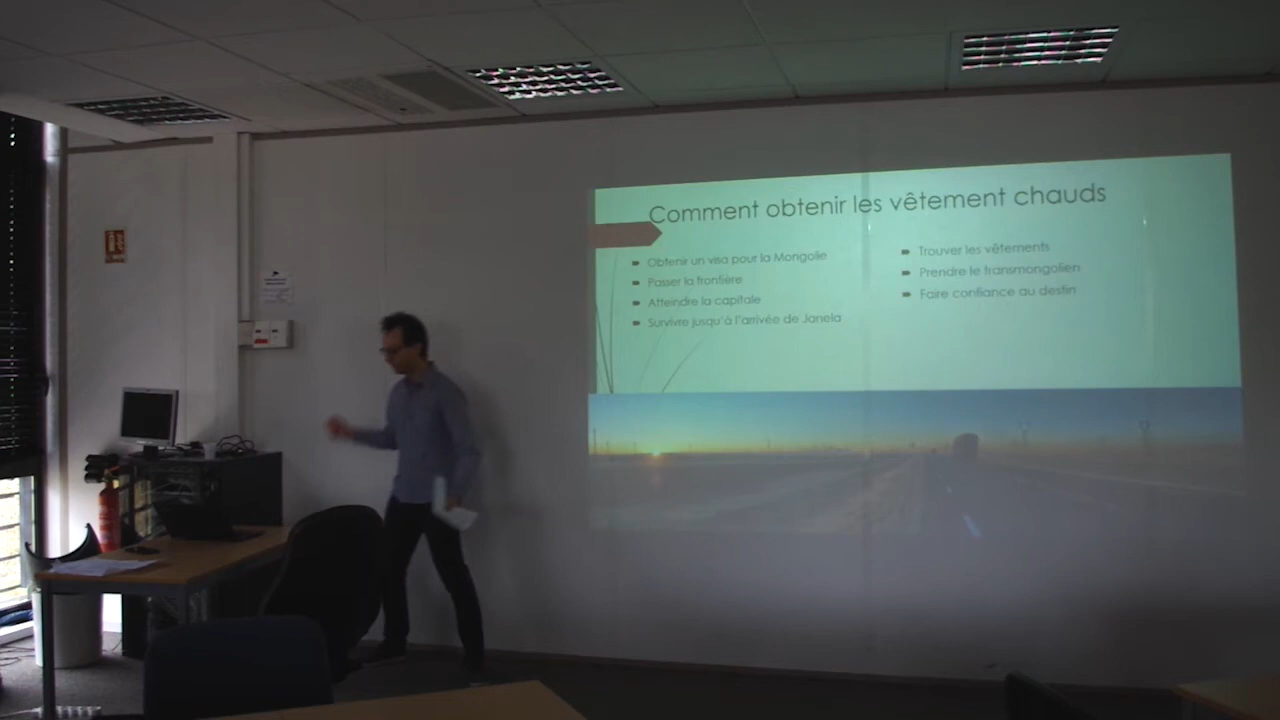 Comment obtenir les vêtement chauds
Obtenir un visa pour la Mongolie
Passer la frontière
Atteindre la capitale
Survivre jusqu'à l'arrivée de Janela
Trouver les vêtements
Prendre le transmongolien
Faire confiance au destin